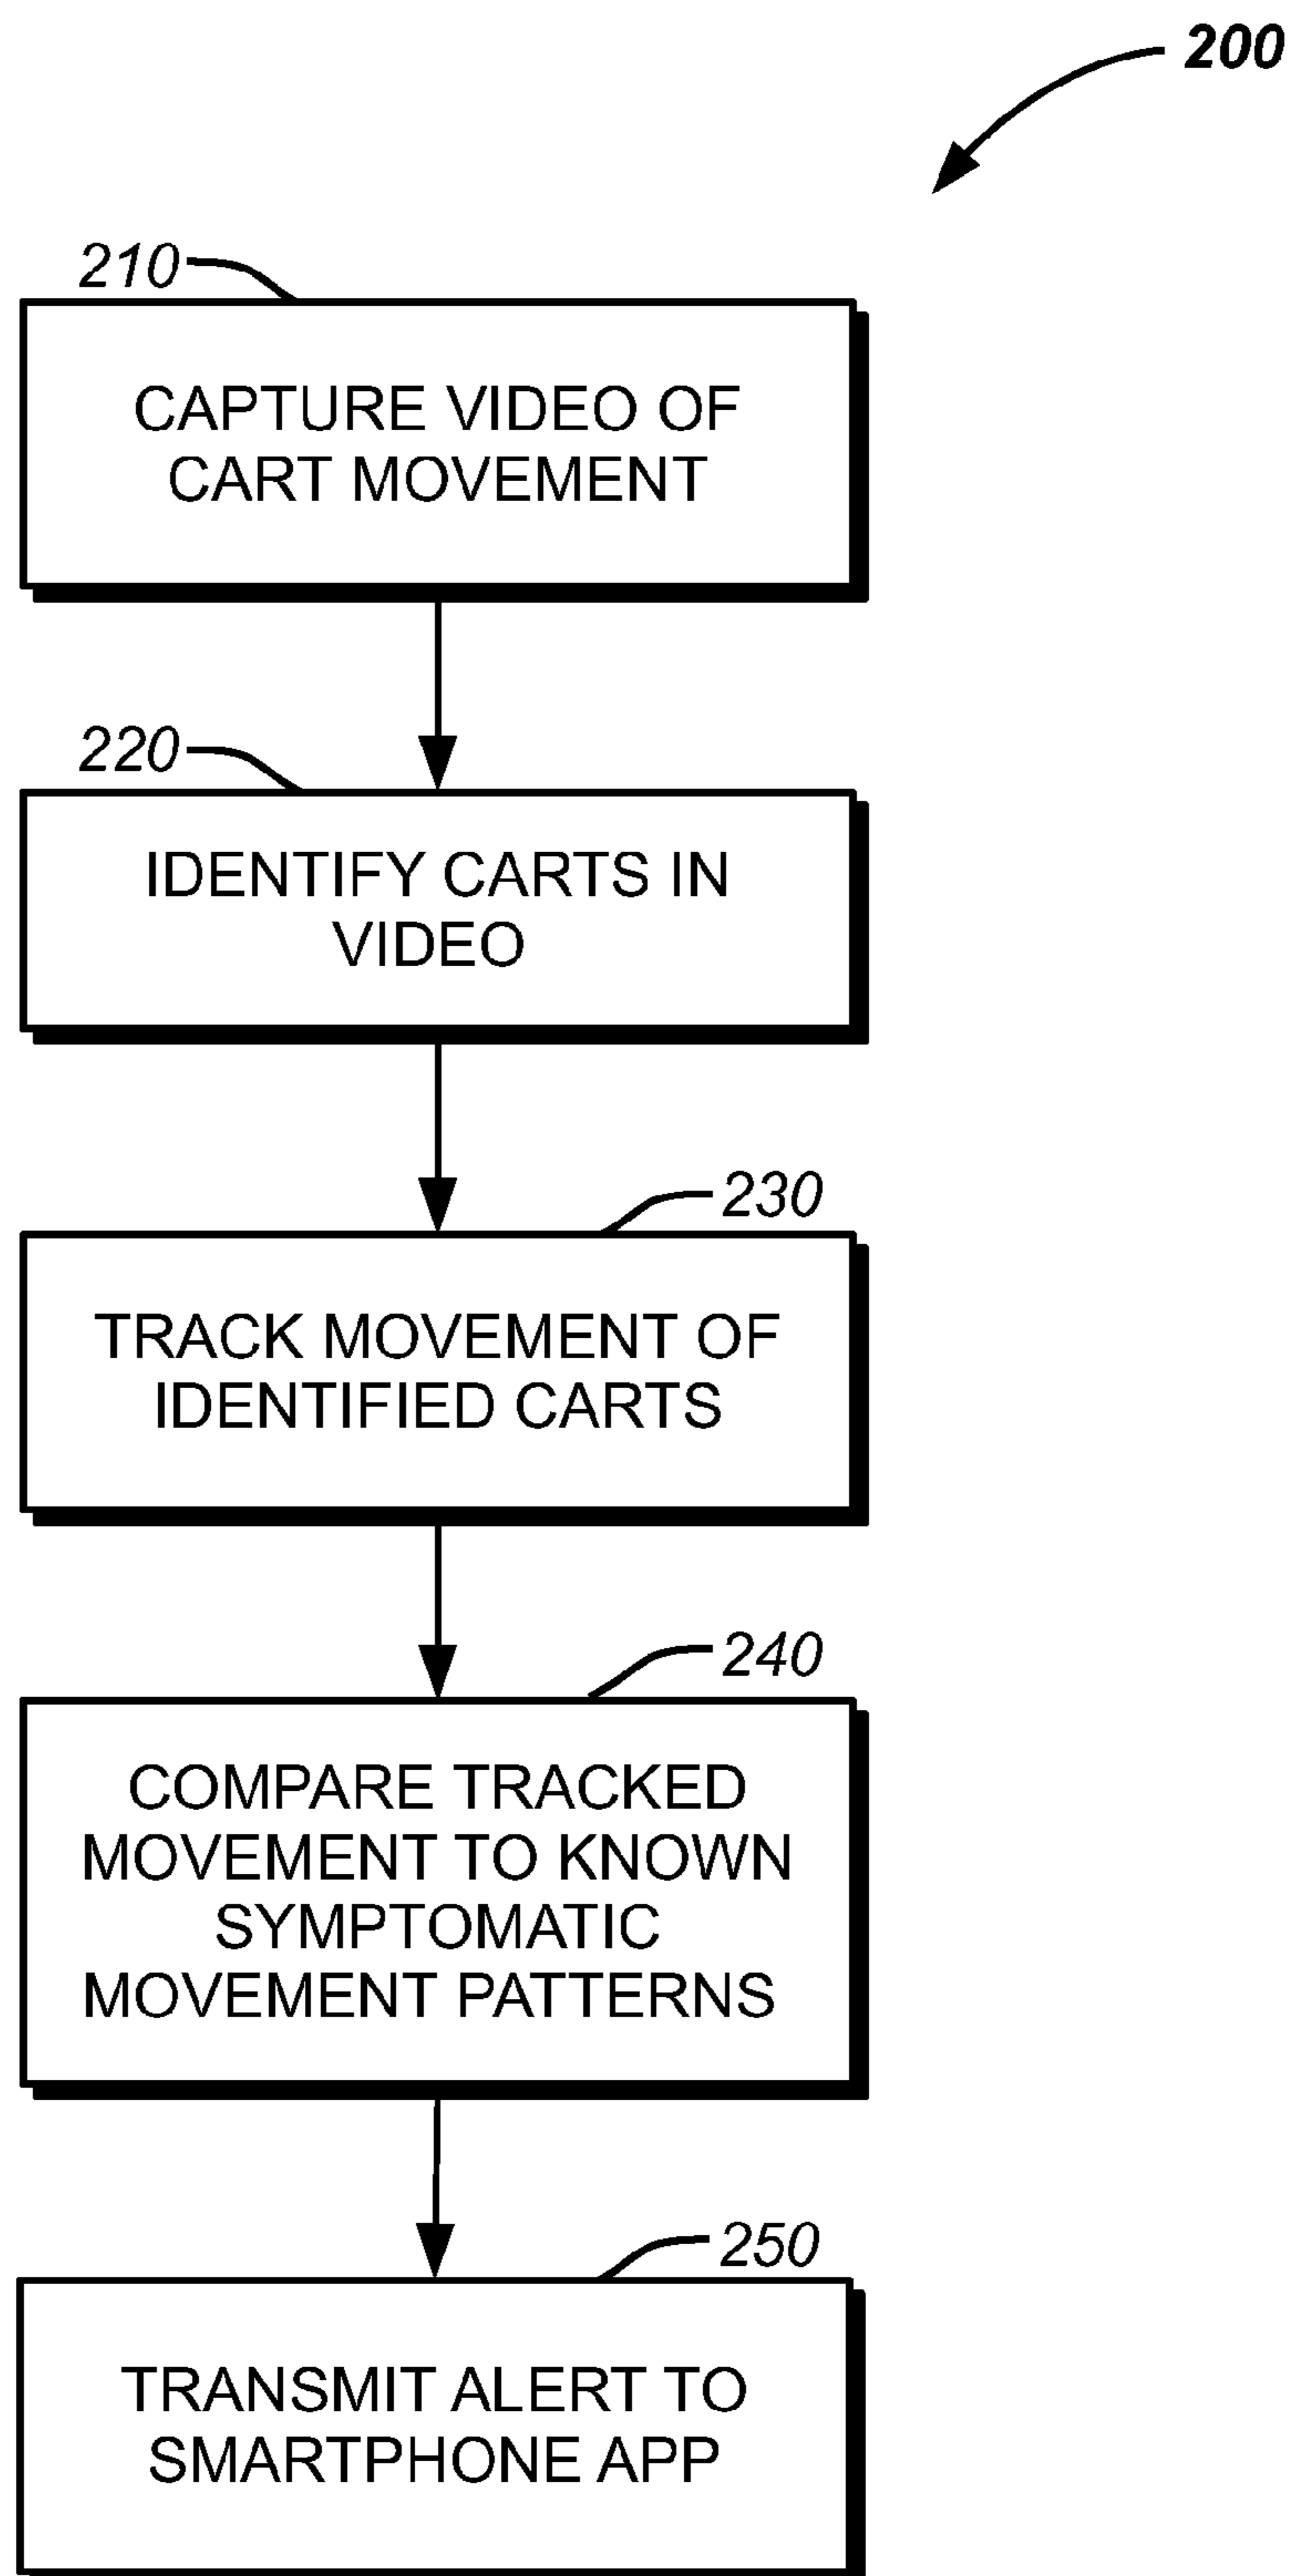 200
210
CAPTURE VIDEO OF
CART MOVEMENT
220
IDENTIFY CARTS IN
VIDEO
230
TRACK MOVEMENT OF
IDENTIFIED CARTS
240
COMPARE TRACKED
MOVEMENT TO KNOWN
SYMPTOMATIC
MOVEMENT PATTERNS
250
TRANSMIT ALERT TO
SMARTPHONE APP